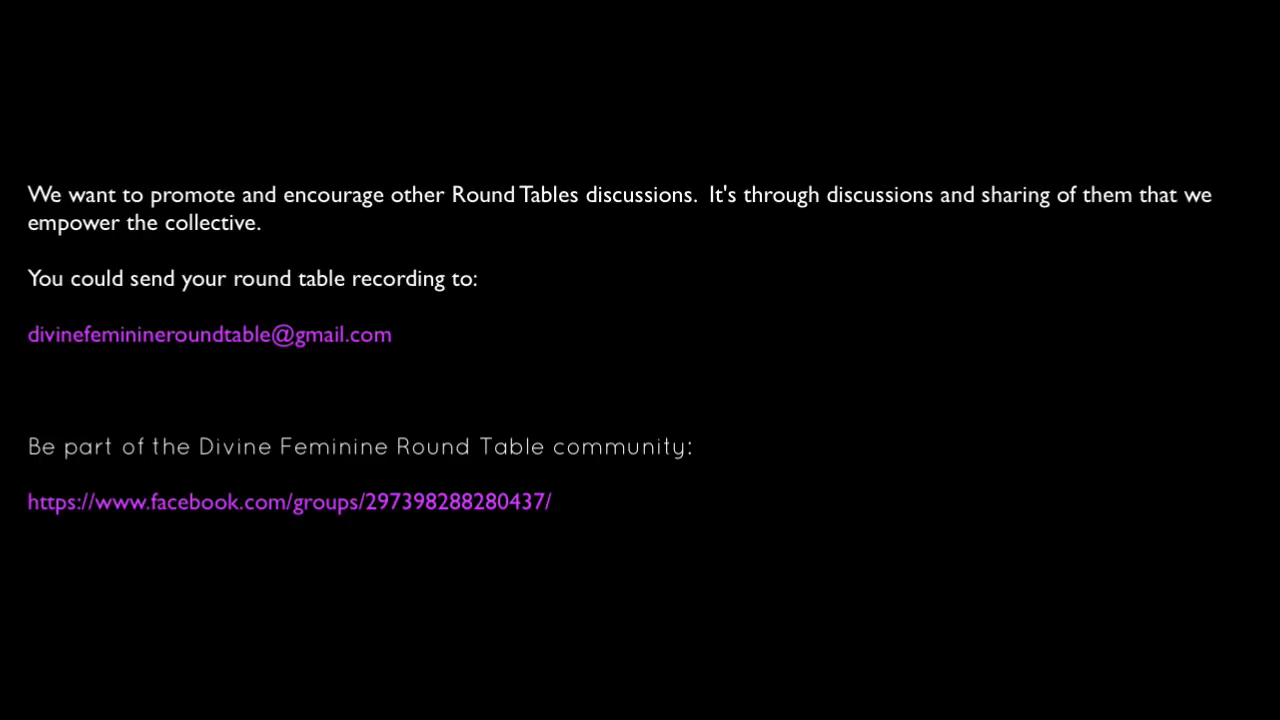 We want to promote and encourage other Round Tables discussions.  It's through discussions and sharing of them that we
empower the collective.
You could send your round table recording to:
divinefeminineroundtable@gmail.com
Be part of the Divine Feminine Round Table community:
https://www.facebook.com/groups/297398288280437/